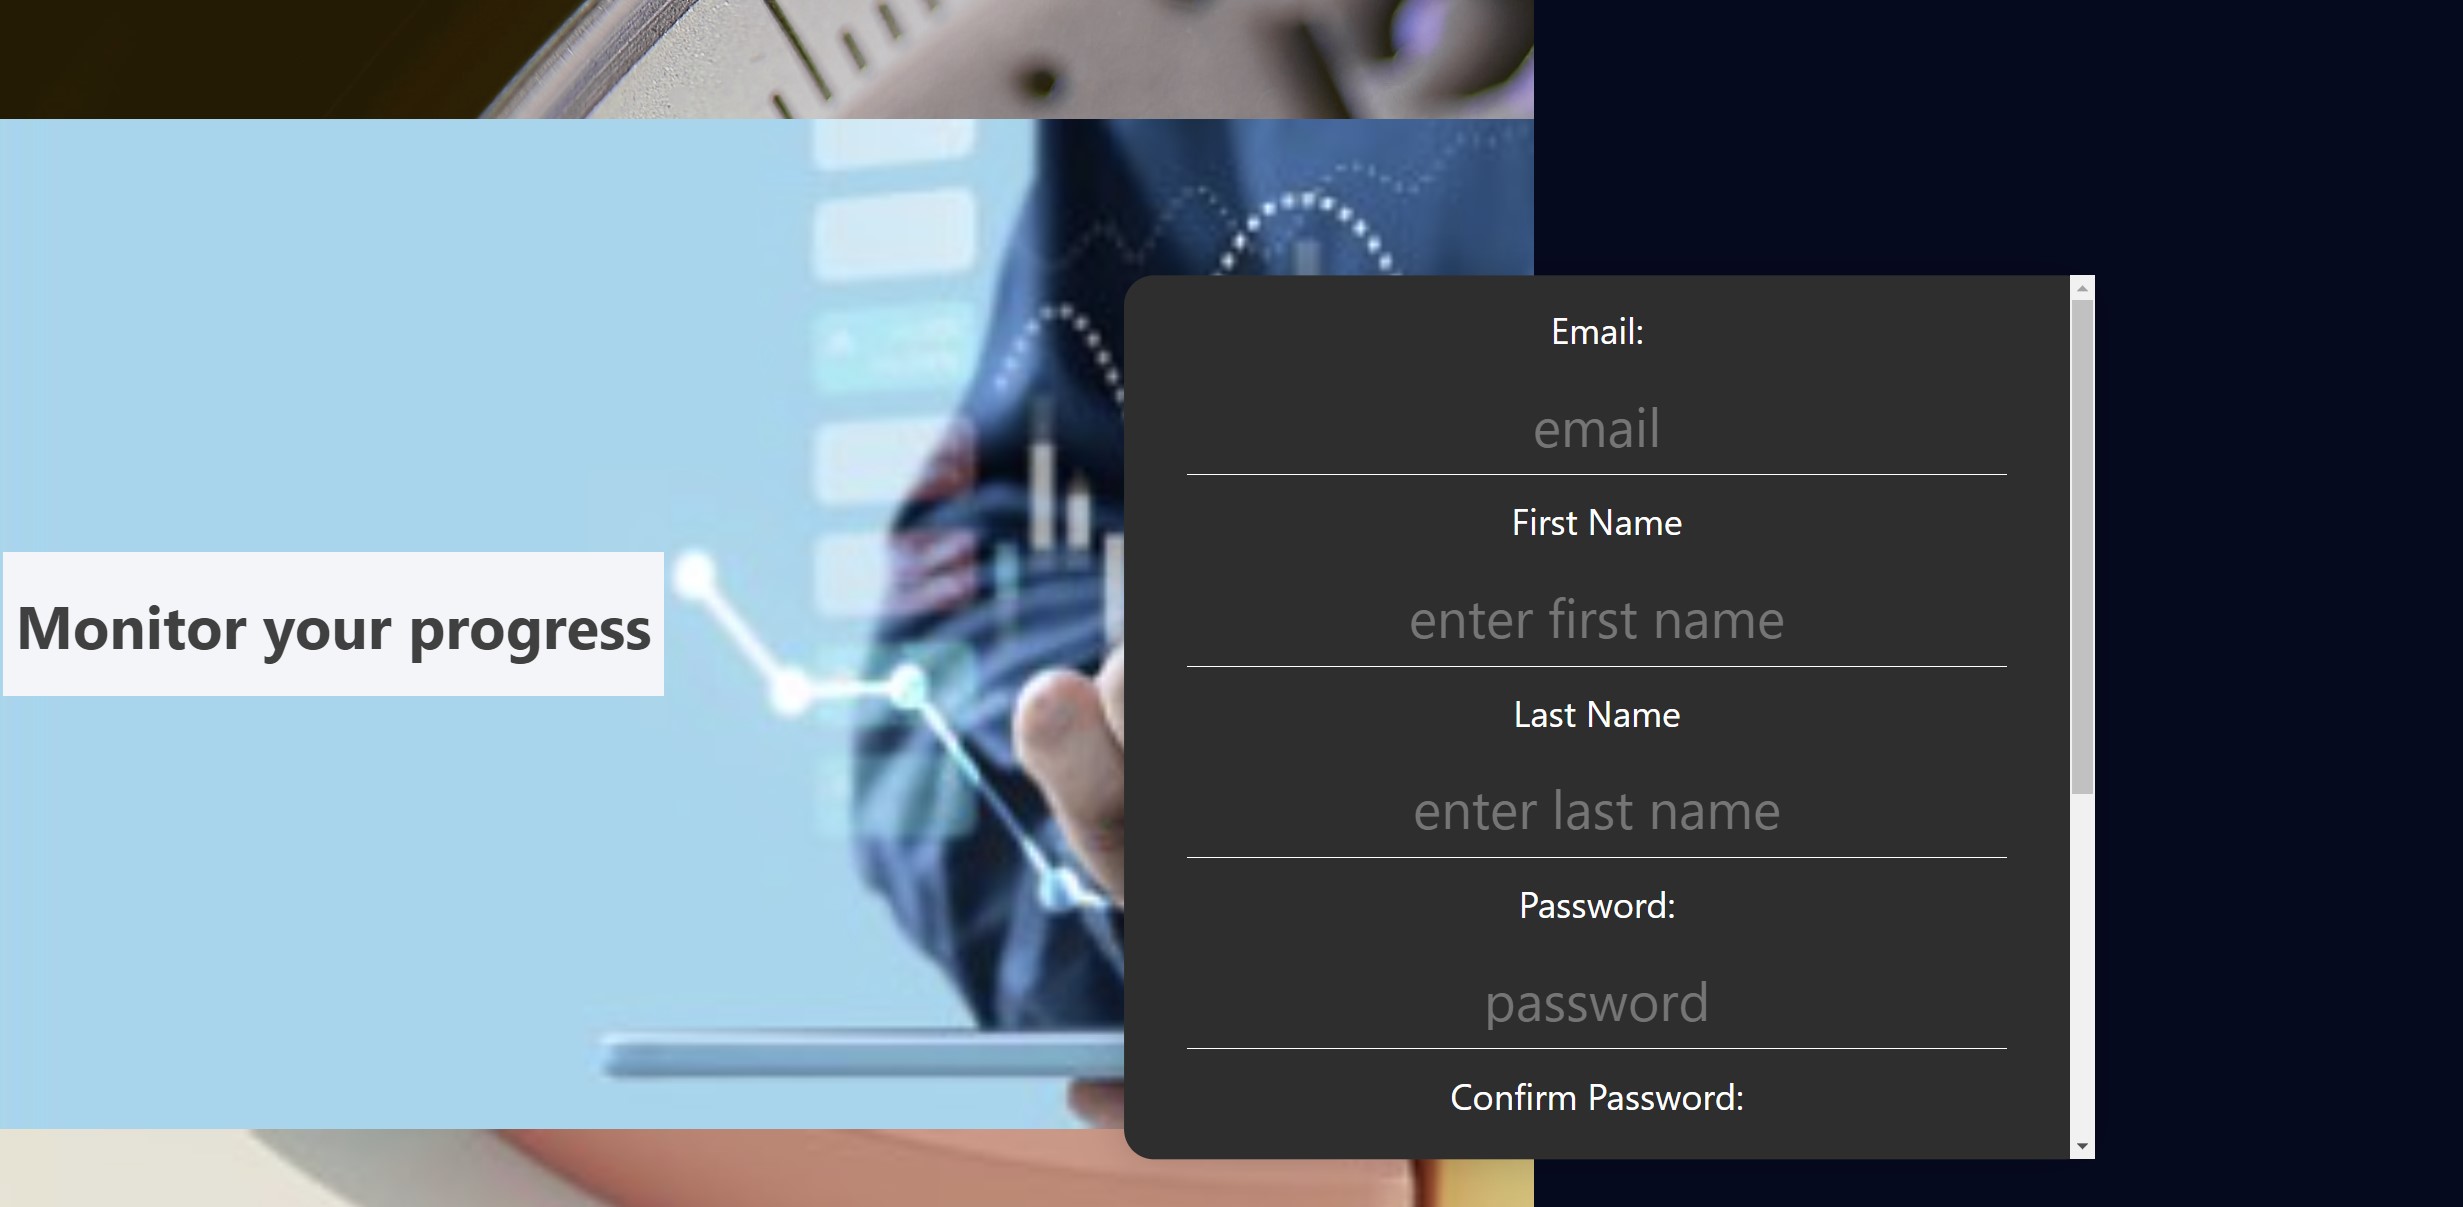 Monitor your progress
Email:
email
First Name
enter first name
Last Name
enter last name
Password:
password
Confirm Password: